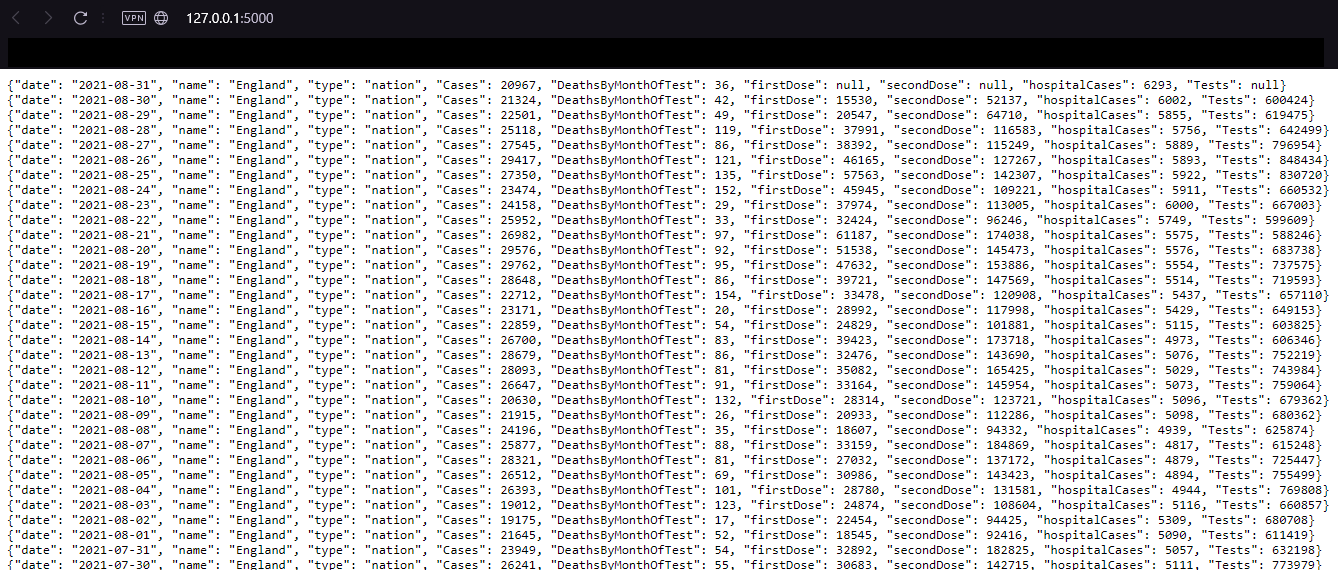 VPN 127.0.0.1:5000
{"date": "2021-08-31", "name": "England", "type": "nation", "Cases": 20967, "DeathsByMonthOfTest": 36, "firstDose": null, "secondDose": null, "hospitalCases": 6293, "Tests": null}
{"date": "2021-08-30", "name": "England", "type": "nation", "Cases": 21324, "DeathsByMonthOfTest": 42, "firstDose": 15530, "secondDose": 52137, "hospitalCases": 6002, "Tests": 600424}
{"date": "2021-08-29", "name": "England", "type": "nation", "Cases": 22501, "DeathsByMonthOfTest": 49, "firstDose": 20547, "secondDose": 64710, "hospitalCases": 5855, "Tests": 619475}
{"date": "2021-08-28", "name": "England", "type": "nation", "Cases": 25118, "DeathsByMonthOfTest": 119, "firstDose": 37991, "secondDose": 116583, "hospitalCases": 5756, "Tests": 642499}
{"date": "2021-08-27", "name": "England", "type": "nation", "Cases": 27545, "DeathsByMonthOfTest": 86, "firstDose": 38392, "secondDose": 115249, "hospitalCases": 5889, "Tests": 796954}
{"date": "2021-08-26", "name": "England", "type": "nation", "Cases": 29417, "DeathsByMonthOfTest": 121, "firstDose": 46165, "secondDose": 127267, "hospitalCases": 5893, "Tests": 848434}
{"date": "2021-08-25", "name": "England", "type": "nation", "Cases": 27350, "DeathsByMonthOfTest": 135, "firstDose": 57563, "secondDose": 142307, "hospitalCases": 5922, "Tests": 830720}
{"date": "2021-08-24", "name": "England", "type": "nation", "Cases": 23474, "DeathsByMonthOfTest": 152, "firstDose": 45945, "secondDose": 109221, "hospitalCases": 5911, "Tests": 660532}
{"date": "2021-08-23", "name": "England", "type": "nation", "Cases": 24158, "DeathsByMonthOfTest": 29, "firstDose": 37974, "secondDose": 113005, "hospitalCases": 6000, "Tests": 667003}
{"date": "2021-08-22", "name": "England", "type": "nation", "Cases": 25952, "DeathsByMonthOfTest": 33, "firstDose": 32424, "secondDose": 96246, "hospitalCases": 5749, "Tests": 599609}
{"date": "2021-08-21", "name": "England", "type": "nation", "Cases": 26982, "DeathsByMonthOfTest": 97, "firstDose": 61187, "secondDose": 174038, "hospitalCases": 5575, "Tests": 588246}
{"date": "2021-08-20", "name": "England", "type": "nation", "Cases": 29576, "DeathsByMonthOfTest": 92, "firstDose": 51538, "secondDose": 145473, "hospitalCases": 5576, "Tests": 683738}
{"date": "2021-08-19", "name": "England", "type": "nation", "Cases": 29762, "DeathsByMonthOfTest": 95, "firstDose": 47632, "secondDose": 153886, "hospitalCases": 5554, "Tests": 737575}
{"date": "2021-08-18", "name": "England", "type": "nation", "Cases": 28648, "DeathsByMonthOfTest": 86, "firstDose": 39721, "secondDose": 147569, "hospitalCases": 5514, "Tests": 719593}
{"date": "2021-08-17", "name": "England", "type": "nation", "Cases": 22712, "DeathsByMonthOfTest": 154, "firstDose": 33478, "secondDose": 120908, "hospitalCases": 5437, "Tests": 657110}
{"date": "2021-08-16", "name": "England", "type": "nation", "Cases": 23171, "DeathsByMonthOfTest": 20, "firstDose": 28992, "secondDose": 117998, "hospitalCases": 5429, "Tests": 649153}
{"date": "2021-08-15", "name": "England", "type": "nation", "Cases": 22859, "DeathsByMonthOfTest": 54, "firstDose": 24829, "secondDose": 101881, "hospitalCases": 5115, "Tests": 603825}
{"date": "2021-08-14", "name": "England", "type": "nation", "Cases": 26700, "DeathsByMonthOfTest": 83, "firstDose": 39423, "secondDose": 173718, "hospitalCases": 4973, "Tests": 606346}
{"date": "2021-08-13", "name": "England", "type": "nation", "Cases": 28679, "DeathsByMonthOfTest": 86, "firstDose": 32476, "secondDose": 143690, "hospitalCases": 5076, "Tests": 752219}
{"date": "2021-08-12", "name": "England", "type": "nation", "Cases": 28093, "DeathsByMonthOfTest": 81, "firstDose": 35082, "secondDose": 165425, "hospitalCases": 5029, "Tests": 743984}
{"date": "2021-08-11", "name": "England", "type": "nation", "Cases": 26647, "DeathsByMonthOfTest": 91, "firstDose": 33164, "secondDose": 145954, "hospitalCases": 5073, "Tests": 759064}
{"date": "2021-08-10", "name": "England", "type": "nation", "Cases": 20630, "DeathsByMonthOfTest": 132, "firstDose": 28314, "secondDose": 123721, "hospitalCases": 5096, "Tests": 679362}
{"date": "2021-08-09", "name": "England", "type": "nation", "Cases": 21915, "DeathsByMonthOfTest": 26, "firstDose": 20933, "secondDose": 112286, "hospitalCases": 5098, "Tests": 680362}
{"date": "2021-08-08", "name": "England", "type": "nation", "Cases": 24196, "DeathsByMonthOfTest": 35, "firstDose": 18607, "secondDose": 94332, "hospitalCases": 4939, "Tests": 625874}
{"date": "2021-08-07", "name": "England", "type": "nation", "Cases": 25877, "DeathsByMonthOfTest": 88, "firstDose": 33159, "secondDose": 184869, "hospitalCases": 4817, "Tests": 615248}
{"date": "2021-08-06", "name": "England", "type": "nation", "Cases": 28321, "DeathsByMonthOfTest": 81, "firstDose": 27032, "secondDose": 137172, "hospitalCases": 4879, "Tests": 725447}
{"date": "2021-08-05", "name": "England", "type": "nation", "Cases": 26512, "DeathsByMonthOfTest": 69, "firstDose": 30986, "secondDose": 143423, "hospitalCases": 4894, "Tests": 755499}
{"date": "2021-08-04", "name": "England", "type": "nation", "Cases": 26393, "DeathsByMonthOfTest": 101, "firstDose": 28780, "secondDose": 131581, "hospitalCases": 4944, "Tests": 769808}
{"date": "2021-08-03", "name": "England", "type": "nation", "Cases": 19012, "DeathsByMonthOfTest": 123, "firstDose": 24874, "secondDose": 108604, "hospitalCases": 5116, "Tests": 660857}
{"date": "2021-08-02", "name": "England", "type": "nation", "Cases": 19175, "DeathsByMonthOfTest": 17, "firstDose": 22454, "secondDose": 94425, "hospitalCases": 5309, "Tests": 680708}
{"date": "2021-08-01", "name": "England", "type": "nation", "Cases": 21645, "DeathsByMonthOfTest": 52, "firstDose": 18545, "secondDose": 92416, "hospitalCases": 5090, "Tests": 611419}
{"date": "2021-07-31", "name": "England", "type": "nation", "Cases": 23949, "DeathsByMonthOfTest": 54, "firstDose": 32892, "secondDose": 182825, "hospitalCases": 5057, "Tests": 632198}
{"date": "2021-07-30", "name": "England", "type": "nation", "Cases": 26241, "DeathsByMonthOfTest": 55, "firstDose": 30683, "secondDose": 142715, "hospitalCases": 5111, "Tests": 773979}